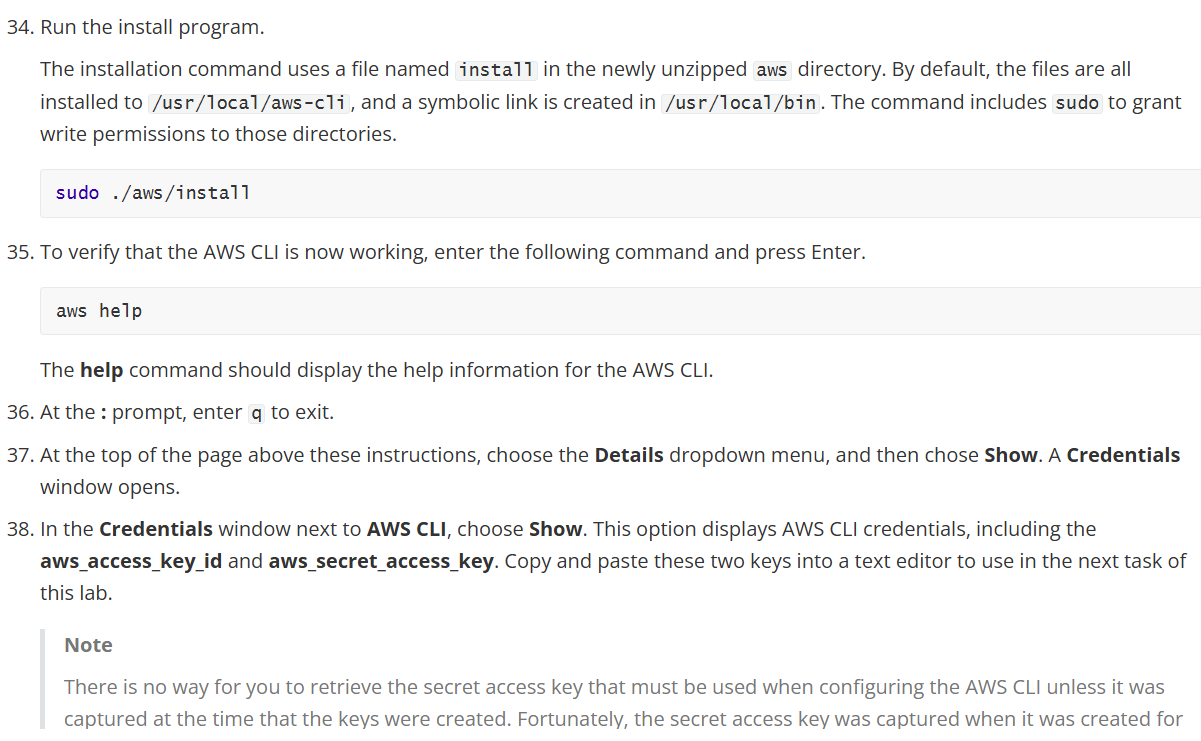 34. Run the install program.
The installation command uses a file named install in the newly unzipped aws directory. By default, the files are all
installed to /usr/local/aws-cli, and a symbolic link is created in /usr/local/bin. The command includes sudo to grant
write permissions to those directories.
sudo ./aws/install
35. To verify that the AWS CLI is now working, enter the following command and press Enter.
aws help
The help command should display the help information for the AWS CLI.
36. At the : prompt, enter q to exit.
37. At the top of the page above these instructions, choose the Details dropdown menu, and then chose Show. A Credentials
window opens.
38. In the Credentials window next to AWS CLI, choose Show. This option displays AWS CLI credentials, including the
aws_access_key_id and aws_secret_access_key. Copy and paste these two keys into a text editor to use in the next task of
this lab.
Note
There is no way for you to retrieve the secret access key that must be used when configuring the AWS CLI unless it was
captured at the time that the keys were created. Fortunately, the secret access key was captured when it was created for